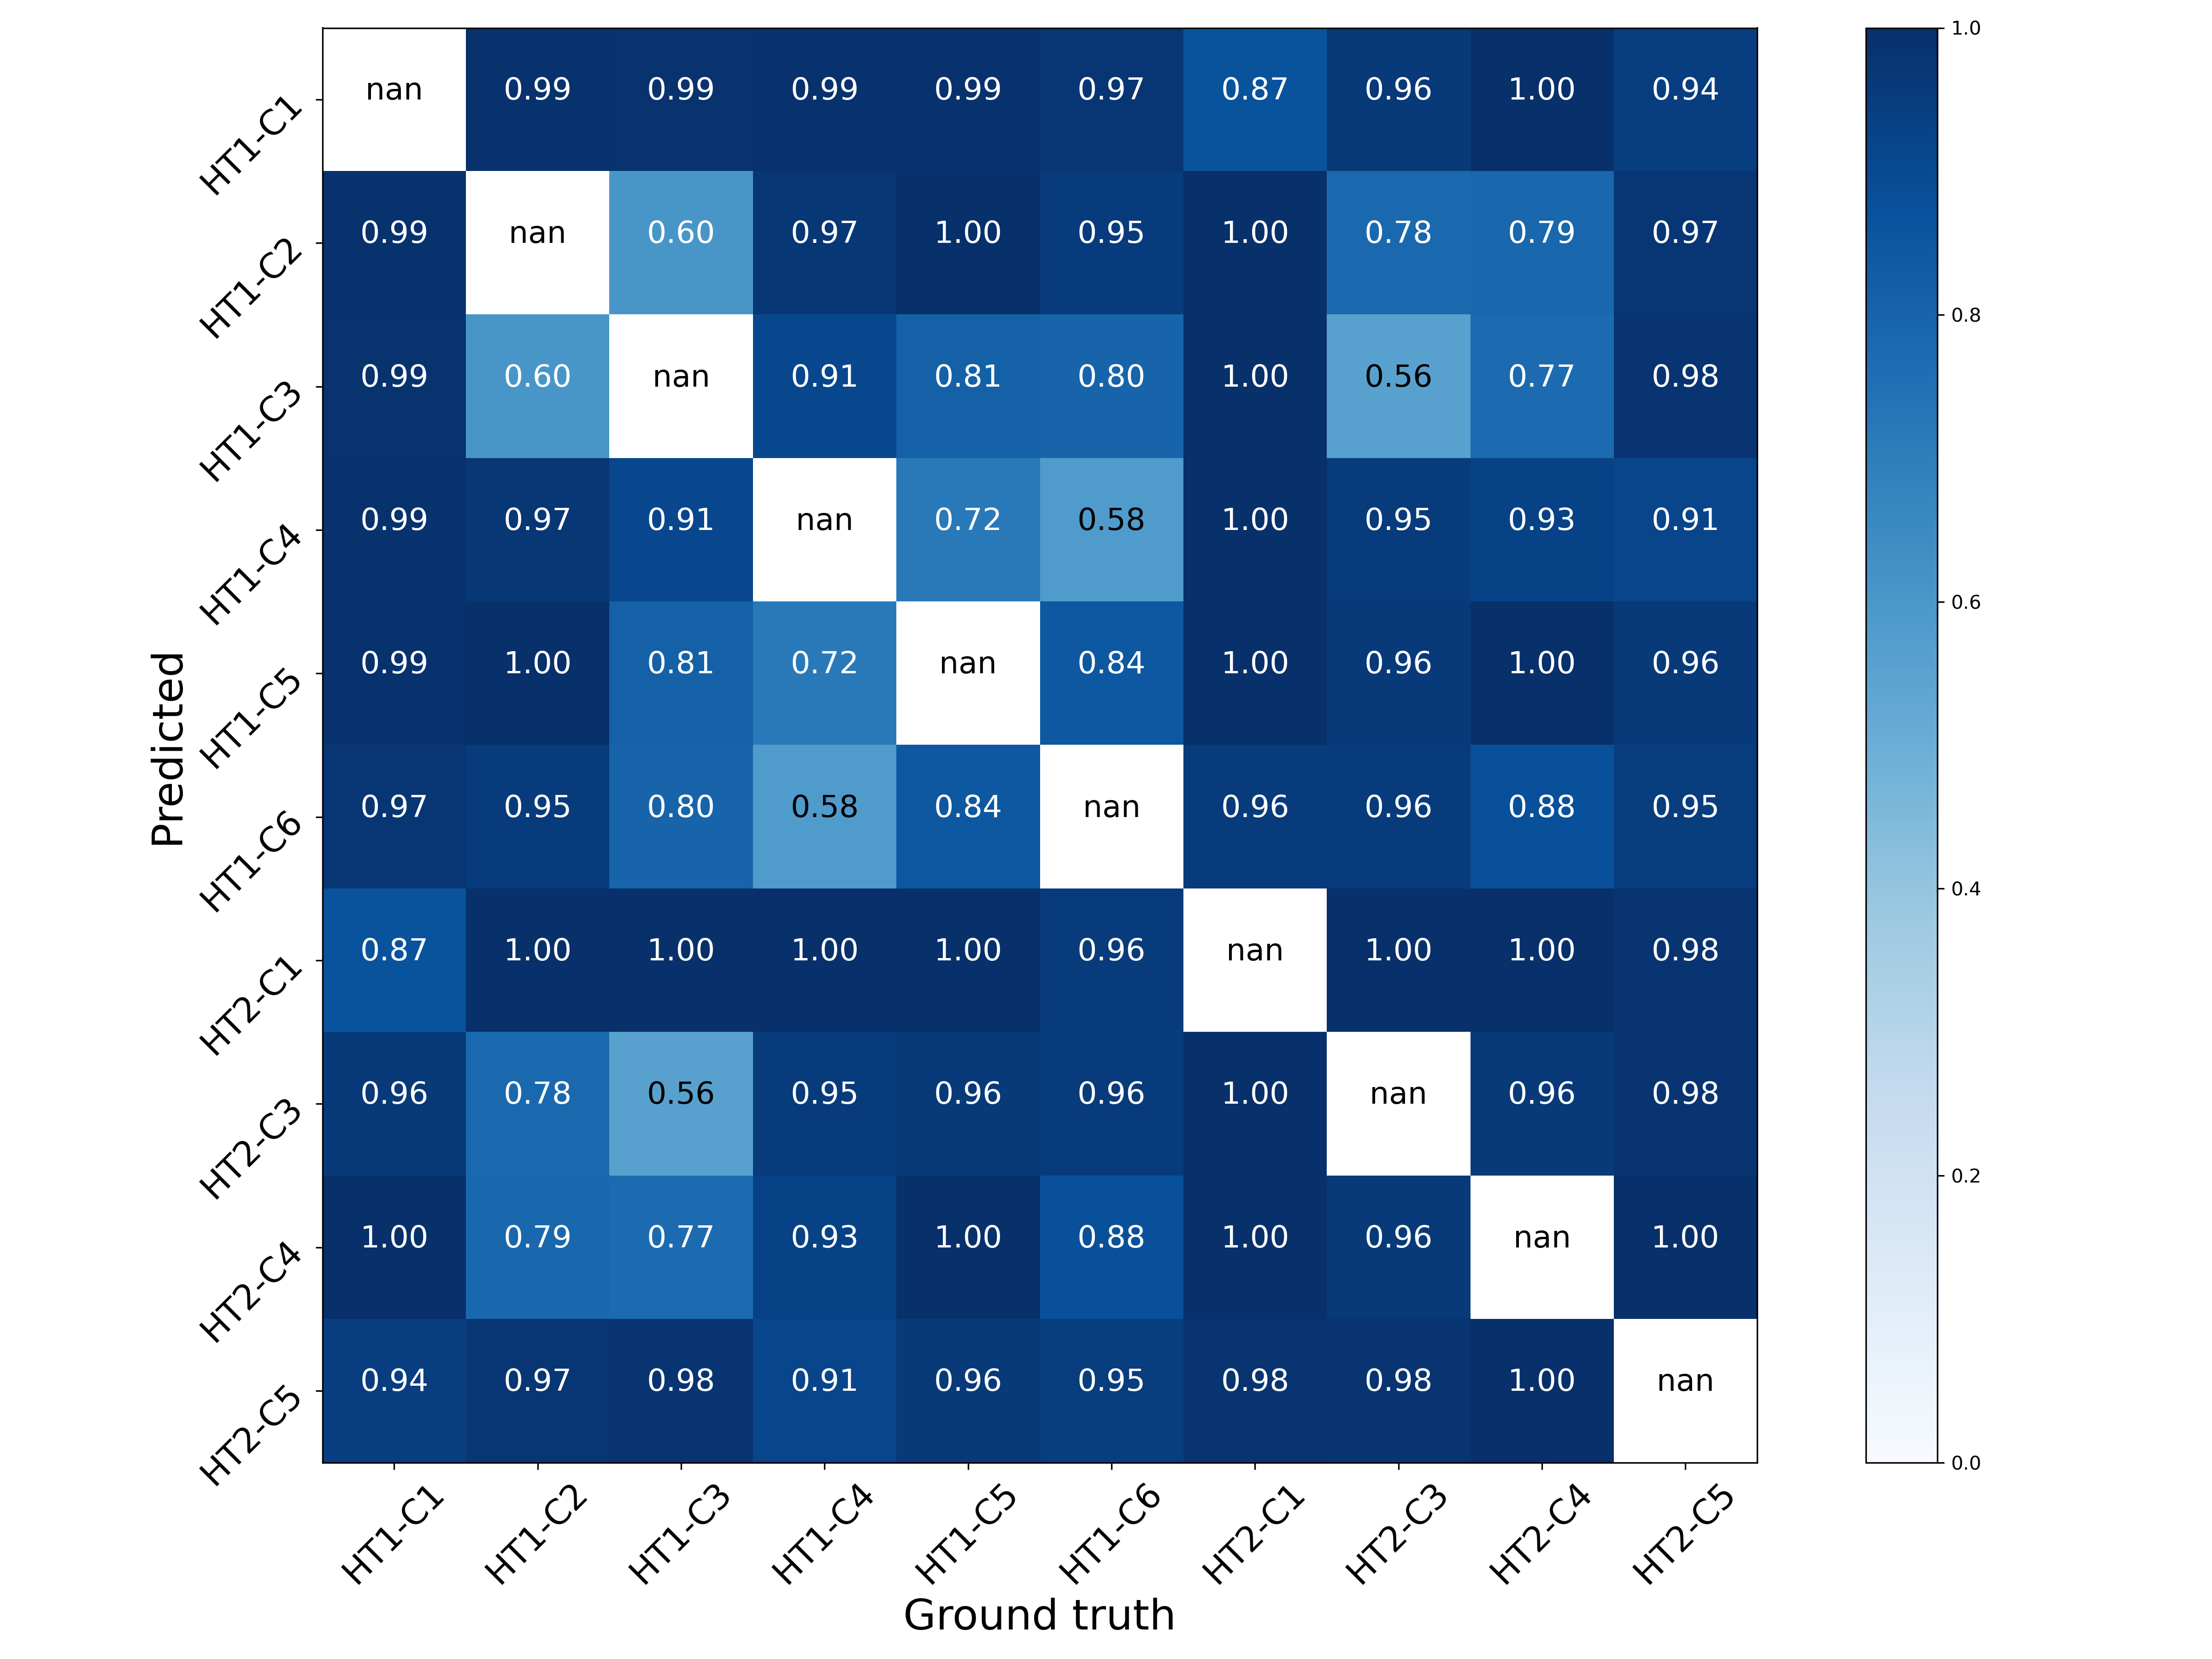 HT1-C1 nan 0.99 0.99 0.99 0.99 0.97 0.87 0.96 1.00 0.94
HT1-C2 0.99 nan 0.60 0.97 1.00 0.95 1.00 0.78 0.79 0.97
HT1-C3 0.99 0.60 nan 0.91 0.81 0.80 1.00 0.56 0.77 0.98
HT1-C4 0.99 0.97 0.91 nan 0.72 0.58 1.00 0.95 0.93 0.91
HT1-C5 0.99 1.00 0.81 0.72 nan 0.84 1.00 0.96 1.00 0.96
HT1-C6 0.97 0.95 0.80 0.58 0.84 nan 0.96 0.96 0.88 0.95
HT2-C1 0.87 1.00 1.00 1.00 1.00 0.96 nan 1.00 1.00 0.98
HT2-C3 0.96 0.78 0.56 0.95 0.96 0.96 1.00 nan 0.96 0.98
HT2-C4 1.00 0.79 0.77 0.93 1.00 0.88 1.00 0.96 nan 1.00
HT2-C5 0.94 0.97 0.98 0.91 0.96 0.95 0.98 0.98 1.00 nan
HT1-C1 HT1-C2 HT1-C3 HT1-C4 HT1-C5 HT1-C6 HT2-C1 HT2-C3 HT2-C4 HT2-C5
Ground truth
Predicted
1.0
0.8
0.6
0.4
0.2
0.0